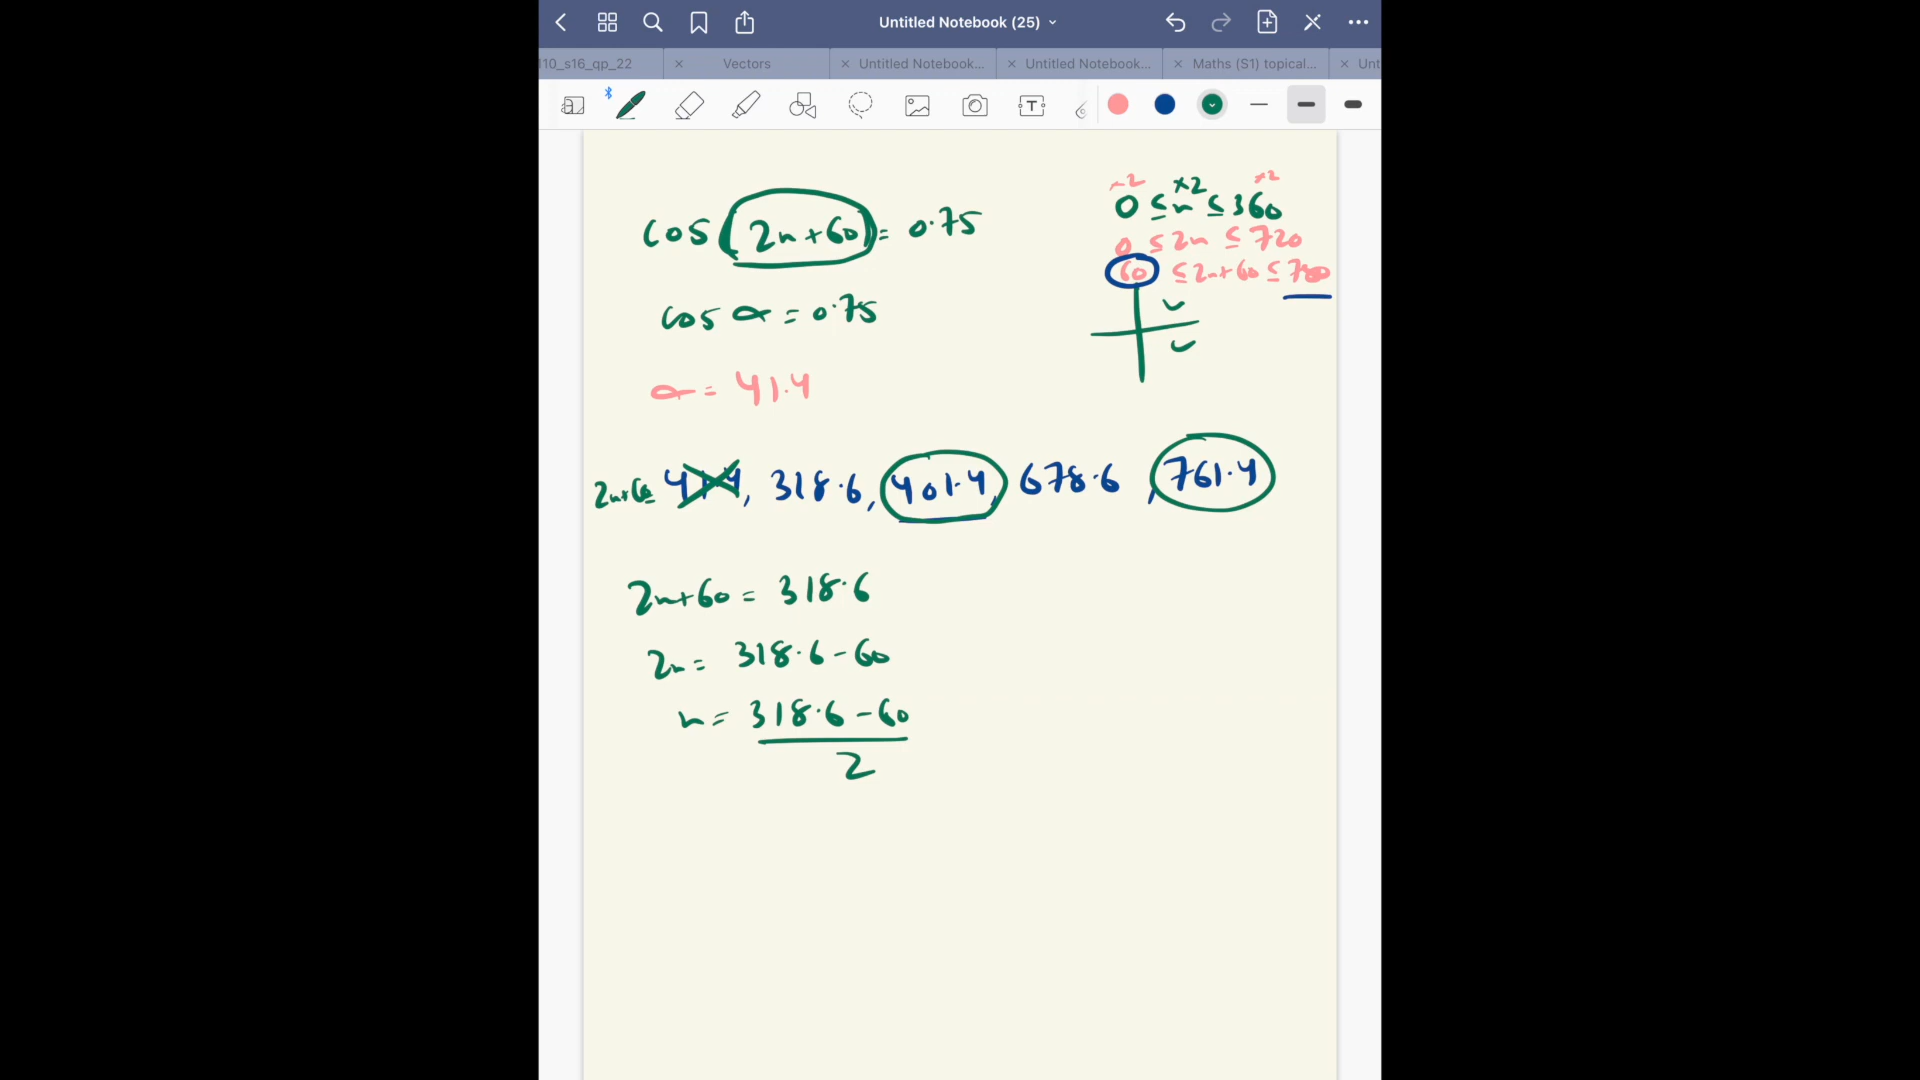 Untitled Notebook (25)
110_s16_qp_22
Vectors
Untitled Notebook...
Untitled Notebook...
Maths (S1) topical...
Unt
T
cos (2x+60) = 0.75
cos α = 0.75
α = 41.4
×2 ×2 ×2
0 ≤ x ≤ 360
0 ≤ 2x ≤ 720
60 ≤ 2x+60 ≤ 780
2x+60 = 41.4, 318.6, 401.4, 678.6, 761.4
2x+60 = 318.6
2x = 318.6 - 60
x = 318.6 - 60
2